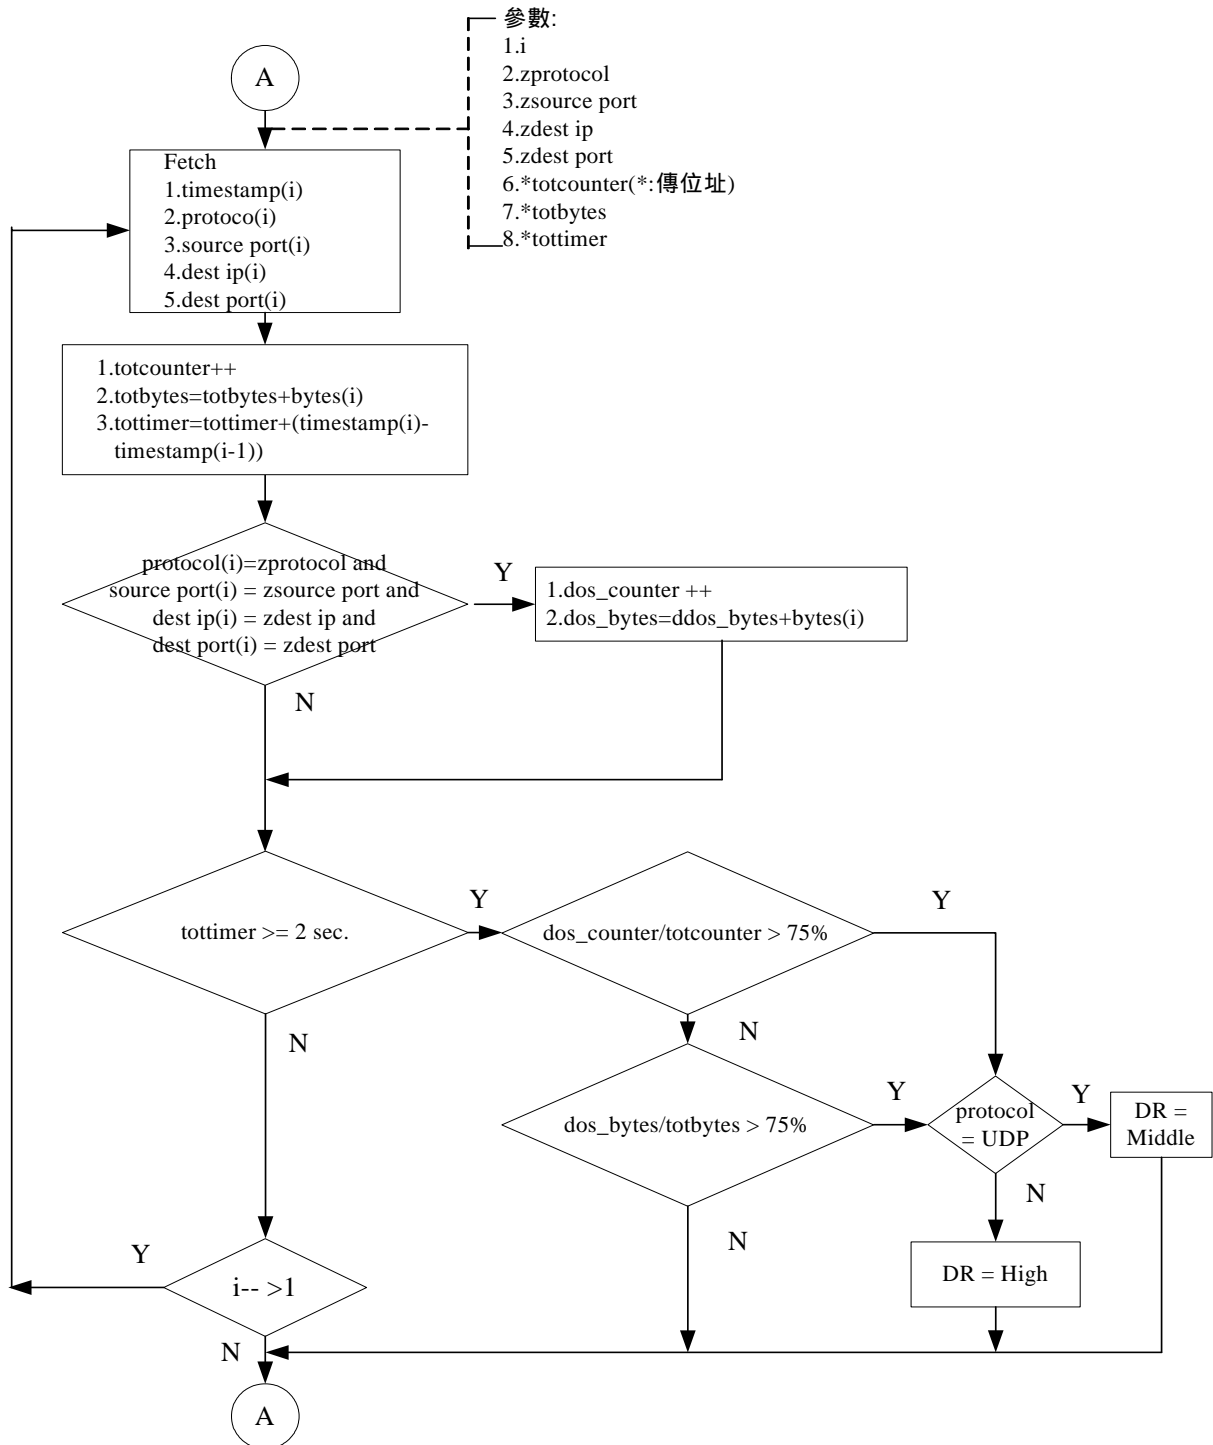 參數:
1.i
2.zprotocol
3.zsource port
4.zdest ip
5.zdest port
6.*totcounter(*:傳位址)
7.*totbytes
8.*tottimer
A
Fetch
1.timestamp(i)
2.protoco(i)
3.source port(i)
4.dest ip(i)
5.dest port(i)
1.totcounter++
2.totbytes=totbytes+bytes(i)
3.tottimer=tottimer+(timestamp(i)-
timestamp(i-1))
protocol(i)=zprotocol and
source port(i) = zsource port and
dest ip(i) = zdest ip and
dest port(i) = zdest port
Y
1.dos_counter ++
2.dos_bytes=ddos_bytes+bytes(i)
N
tottimer >= 2 sec.
Y
dos_counter/totcounter > 75%
Y
N
N
dos_bytes/totbytes > 75%
Y
protocol
= UDP
Y
DR =
Middle
N
N
DR = High
Y
i-- >1
N
A